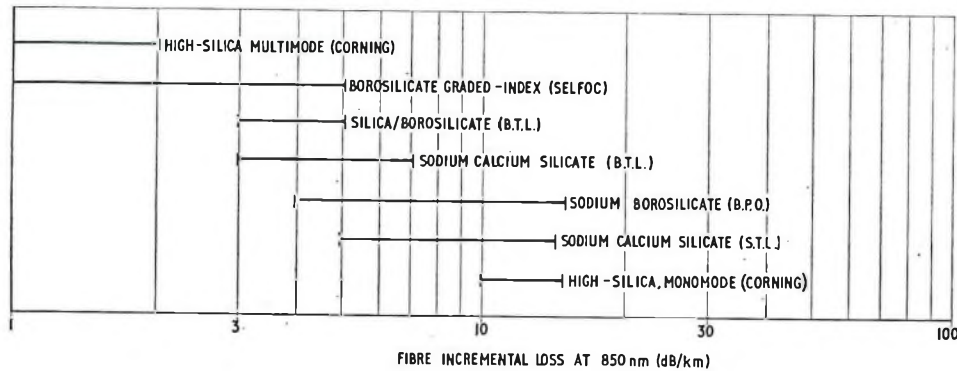 HIGH-SILICA MULTIMODE (CORNING)
BOROSILICATE GRADED-INDEX (SELFOC)
SILICA/BOROSILICATE (B.T.L.)
SODIUM CALCIUM SILICATE (B.T.L.)
SODIUM BOROSILICATE (B.P.O.)
SODIUM CALCIUM SILICATE (S.T.L.)
HIGH-SILICA, MONOMODE (CORNING)
1 3 10 30 100
FIBRE INCREMENTAL LOSS AT 850 nm (dB/km)